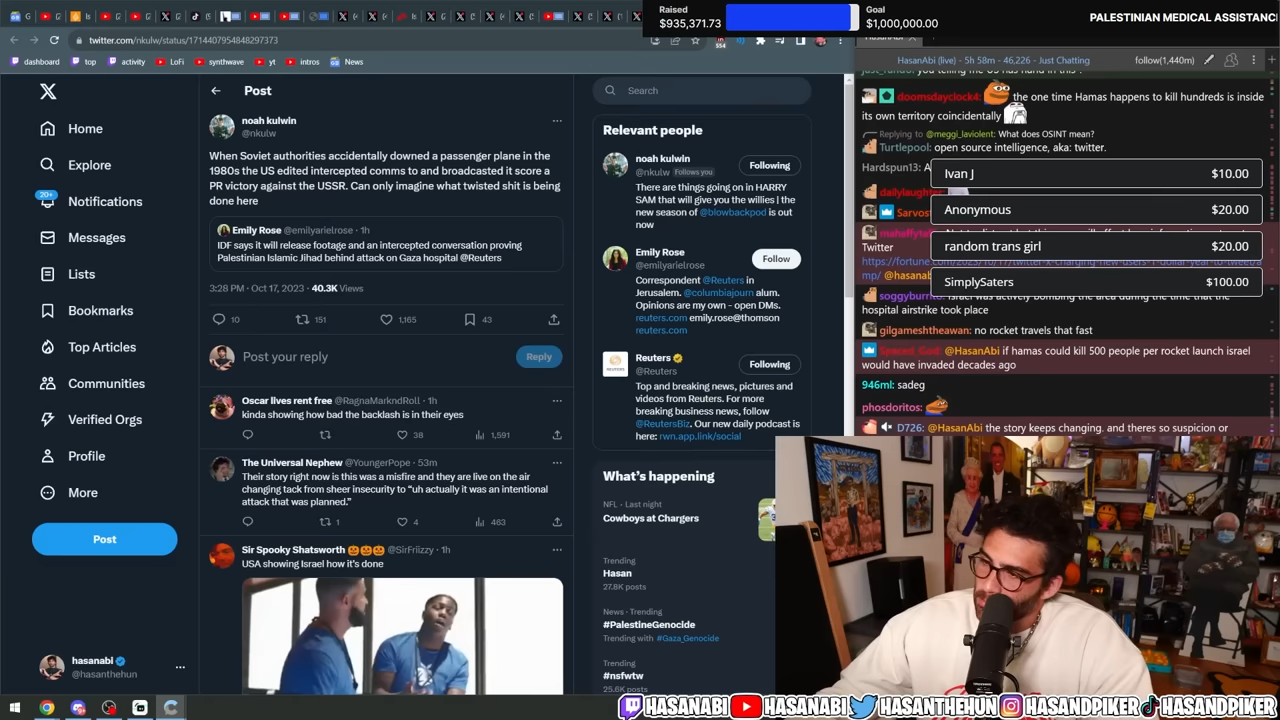 Raised
$935,371.73
Goal
$1,000,000.00
PALESTINIAN MEDICAL ASSISTANC
twitter.com/nkulw/status/1714407954848297373
554
dashboard
top
activity
LoFi
synthwave
yt
intros
News
Home
Explore
20+
Notifications
Messages
Lists
Bookmarks
Top Articles
Communities
Verified Orgs
Profile
More
Post
hasanabi
@hasanthehun
Post
noah kulwin
@nkulw
When Soviet authorities accidentally downed a passenger plane in the
1980s the US edited intercepted comms to and broadcasted it score a
PR victory against the USSR. Can only imagine what twisted shit is being
done here
Emily Rose @emilyarielrose · 1h
IDF says it will release footage and an intercepted conversation proving
Palestinian Islamic Jihad behind attack on Gaza hospital @Reuters
3:28 PM · Oct 17, 2023 · 40.3K Views
10
151
1,165
43
Post your reply
Reply
Oscar lives rent free @RagnaMarkndRoll · 1h
kinda showing how bad the backlash is in their eyes
38
1,591
The Universal Nephew @YoungerPope · 53m
Their story right now is this was a misfire and they are live on the air
changing tack from sheer insecurity to "uh actually it was an intentional
attack that was planned."
1
4
463
Sir Spooky Shatsworth 🎃🎃🎃 @SirFriizzy · 1h
USA showing Israel how it's done
Search
Relevant people
noah kulwin
@nkulw Follows you
Following
There are things going on in HARRY
SAM that will give you the willies | the
new season of @blowbackpod is out
now
Emily Rose
@emilyarielrose
Follow
Correspondent @Reuters in
Jerusalem. @columbiajourn alum.
Opinions are my own - open DMs.
reuters.com emily.rose@thomson
reuters.com
Reuters
@Reuters
Following
Top and breaking news, pictures and
videos from Reuters. For more
breaking business news, follow
@ReutersBiz. Our new daily podcast is
here: rwn.app.link/social
What's happening
NFL · Last night
Cowboys at Chargers
Trending
Hasan
27.8K posts
News · Trending
#PalestineGenocide
Trending with #Gaza_Genocide
Trending
#nsfwtw
25.6K posts
HasanAbi
HasanAbi (live) - 5h 58m - 46,226 - Just Chatting
follow(1,440m)
doomsdayclock4: the one time Hamas happens to kill hundreds is inside
its own territory coincidentally
Replying to @meggi_laviolent: What does OSINT mean?
Turtlepool: open source intelligence, aka: twitter.
Hardspun13:
dailylaughter
Ivan J $10.00
Anonymous $20.00
random trans girl $20.00
SimplySaters $100.00
Twitter
hospital airstrike took place
gilgameshtheawan: no rocket travels that fast
@HasanAbi if hamas could kill 500 people per rocket launch israel
would have invaded decades ago
946ml: sadeg
phosdoritos:
D726: @HasanAbi the story keeps changing. and theres so suspicion or
HASANABI
HASANABI
HASANTHEHUN
HASANDPIKER
HASANDPIKER